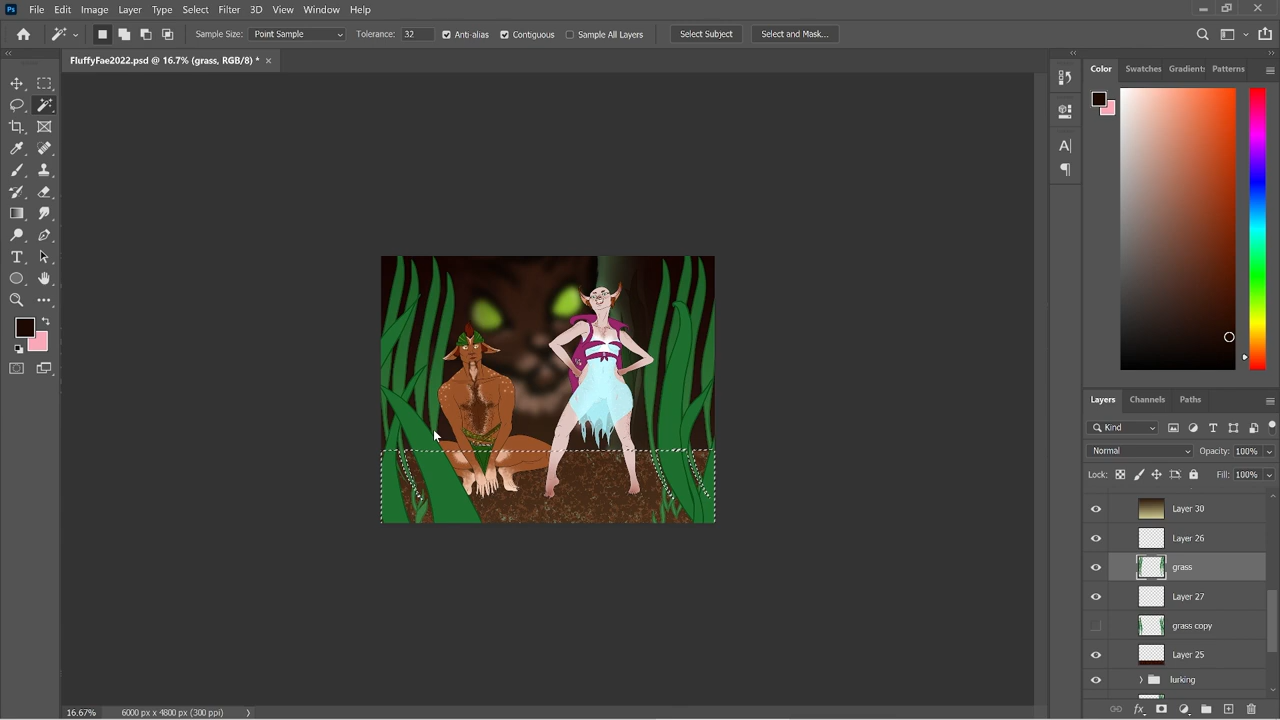 Ps File Edit Image Layer Type Select Filter 3D View Window Help
Sample Size: Point Sample Tolerance: 32 Anti-alias Contiguous Sample All Layers Select Subject Select and Mask...
FluffyFae2022.psd @ 16.7% (grass, RGB/8) *
Color Swatches Gradients Patterns
Layers Channels Paths
Kind
Normal Opacity: 100%
Lock: Fill: 100%
Layer 30
Layer 26
grass
Layer 27
grass copy
Layer 25
lurking
16.67% 6000 px x 4800 px (300 ppi)